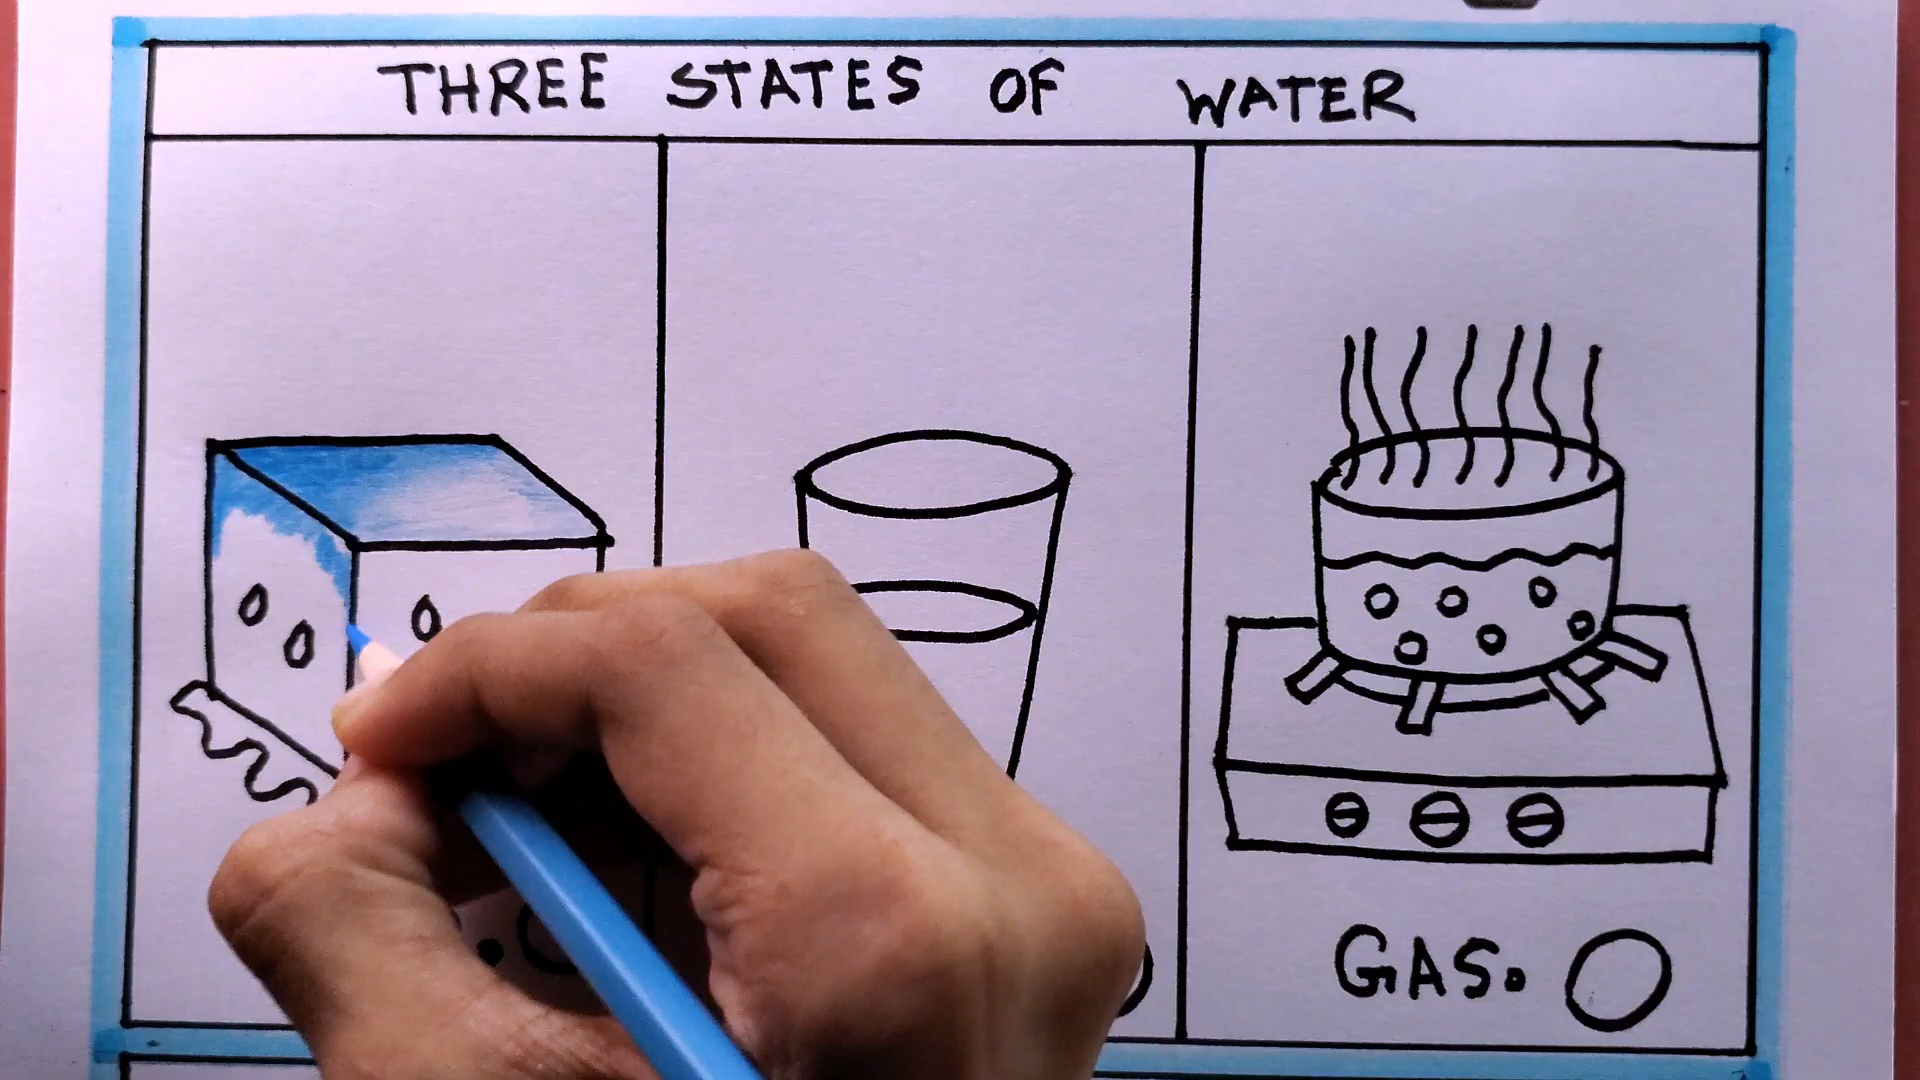 THREE STATES OF WATER
GAS.